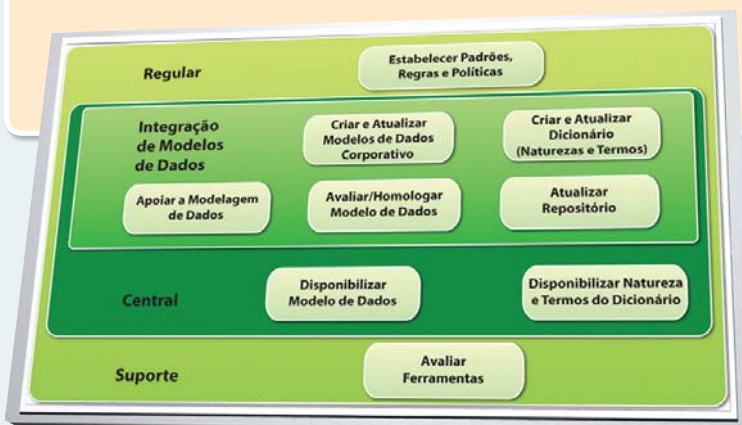 Regular
Estabelecer Padrões,
Regras e Políticas
Integração
de Modelos
de Dados
Criar e Atualizar
Modelos de Dados
Corporativo
Criar e Atualizar
Dicionário
(Naturezas e Termos)
Apoiar a Modelagem
de Dados
Avaliar/Homologar
Modelo de Dados
Atualizar
Repositório
Central
Disponibilizar
Modelo de Dados
Disponibilizar Natureza
e Termos do Dicionário
Suporte
Avaliar
Ferramentas